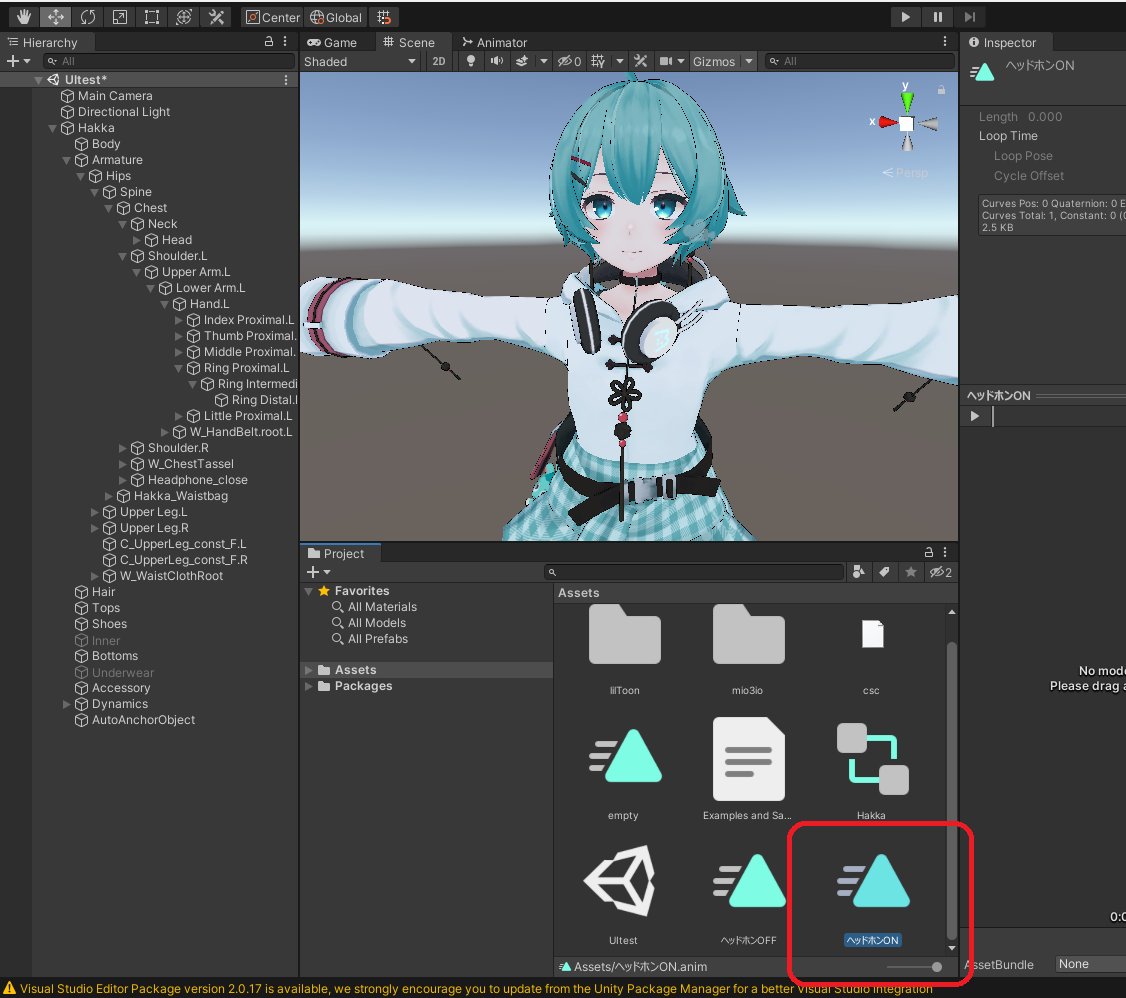 Center
Global
Hierarchy
All
UItest*
Main Camera
Directional Light
Hakka
Body
Armature
Hips
Spine
Chest
Neck
Head
Shoulder.L
Upper Arm.L
Lower Arm.L
Hand.L
Index Proximal.L
Thumb Proximal.
Middle Proximal.
Ring Proximal.L
Ring Intermedi
Ring Distal.l
Little Proximal.L
W_HandBelt.root.L
Shoulder.R
W_ChestTassel
Headphone_close
Hakka_Waistbag
Upper Leg.L
Upper Leg.R
C_UpperLeg_const_F.L
C_UpperLeg_const_F.R
W_WaistClothRoot
Hair
Tops
Shoes
Inner
Bottoms
Underwear
Accessory
Dynamics
AutoAnchorObject
Game
Scene
Animator
Shaded
2D
0
Gizmos
All
y
x
Persp
Project
2
Favorites
All Materials
All Models
All Prefabs
Assets
Packages
Assets
lilToon
mio3io
csc
empty
Examples and Sa...
Hakka
UItest
ヘッドホンOFF
ヘッドホンON
Assets/ヘッドホンON.anim
Inspector
ヘッドホンON
Length 0.000
Loop Time
Loop Pose
Cycle Offset
Curves Pos: 0 Quaternion: 0 E
Curves Total: 1, Constant: 0 (
2.5 KB
ヘッドホンON
No mode
Please drag a
0:0
AssetBundle
None
Visual Studio Editor Package version 2.0.17 is available, we strongly encourage you to update from the Unity Package Manager for a better Visual Studio integration